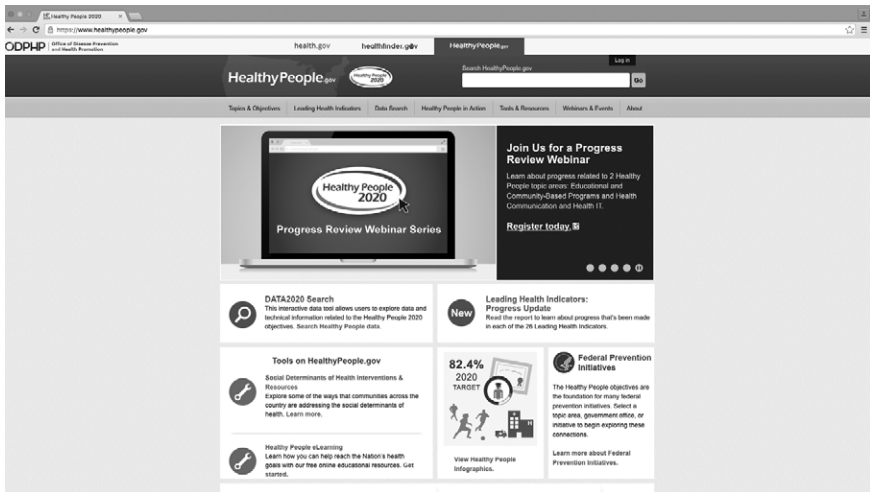 Healthy People 2020
https://www.healthypeople.gov
ODPHP Office of Disease Prevention
and Health Promotion
health.gov healthfinder.gov HealthyPeople.gov
Log in
Search HealthyPeople.gov
HealthyPeople.gov Healthy People 2020 Go
Topics & Objectives Leading Health Indicators Data Search Healthy People in Action Tools & Resources Webinars & Events About
Healthy People
2020
Progress Review Webinar Series
Join Us for a Progress
Review Webinar
Learn about progress related to 2 Healthy
People topic areas: Educational and
Community-Based Programs and Health
Communication and Health IT.
Register today.
DATA2020 Search
This interactive data tool allows users to explore data and
technical information related to the Healthy People 2020
objectives. Search Healthy People data.
New
Leading Health Indicators:
Progress Update
Read the report to learn about progress that's been made
in each of the 26 Leading Health Indicators.
Tools on HealthyPeople.gov
Social Determinants of Health Interventions &
Resources
Explore some of the ways that communities across the
country are addressing the social determinants of
health. Learn more.
Healthy People eLearning
Learn how you can help reach the Nation's health
goals with our free online educational resources. Get
started.
82.4%
2020
TARGET
H
View Healthy People
Infographics.
Federal Prevention
Initiatives
The Healthy People objectives are
the foundation for many federal
prevention initiatives. Select a
topic area, government office, or
initiative to begin exploring these
connections.
Learn more about Federal
Prevention Initiatives.